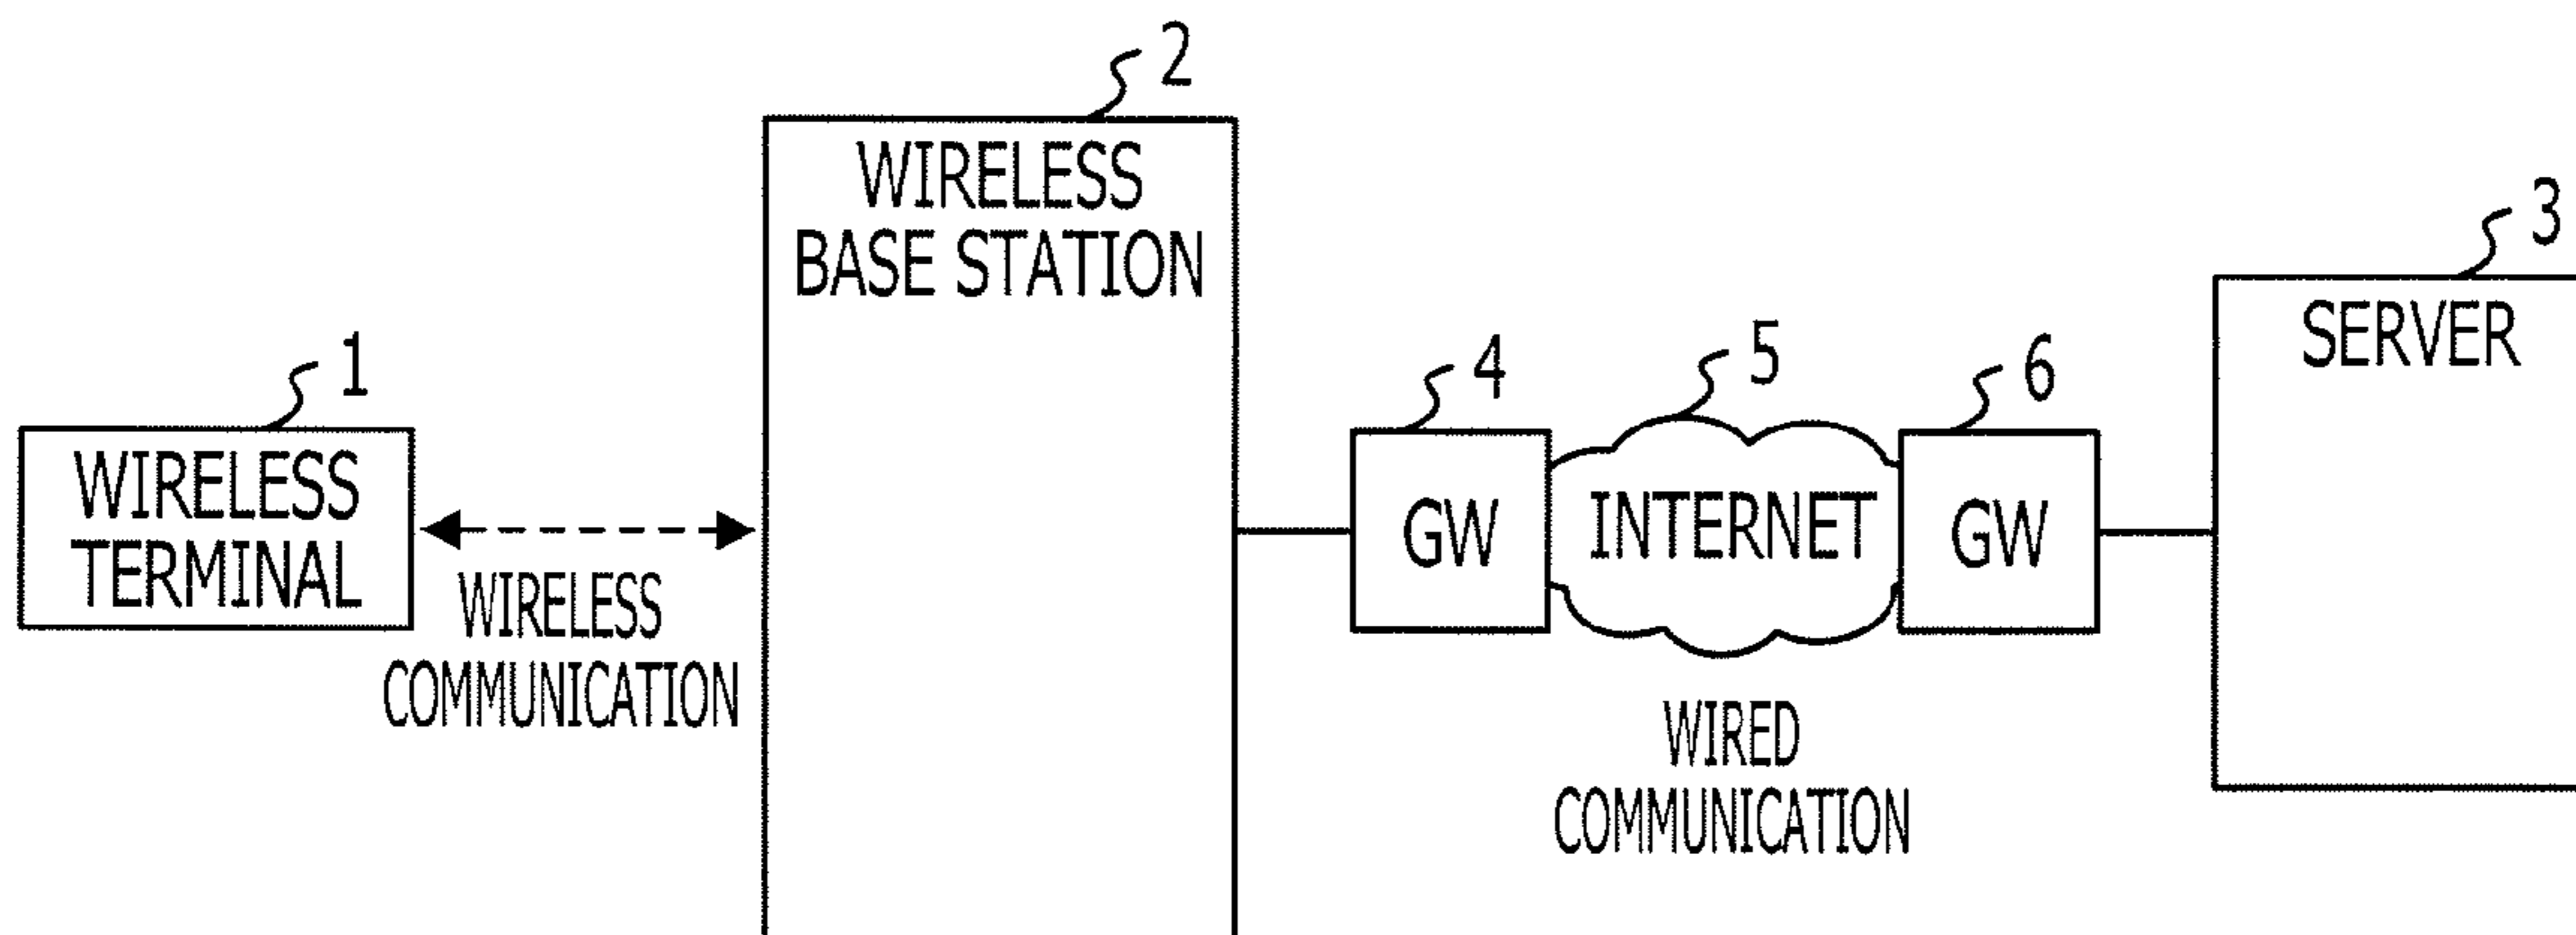 2
WIRELESS
BASE STATION
3
SERVER
1
WIRELESS
TERMINAL
4
GW
5
INTERNET
6
GW
WIRELESS
COMMUNICATION
WIRED
COMMUNICATION